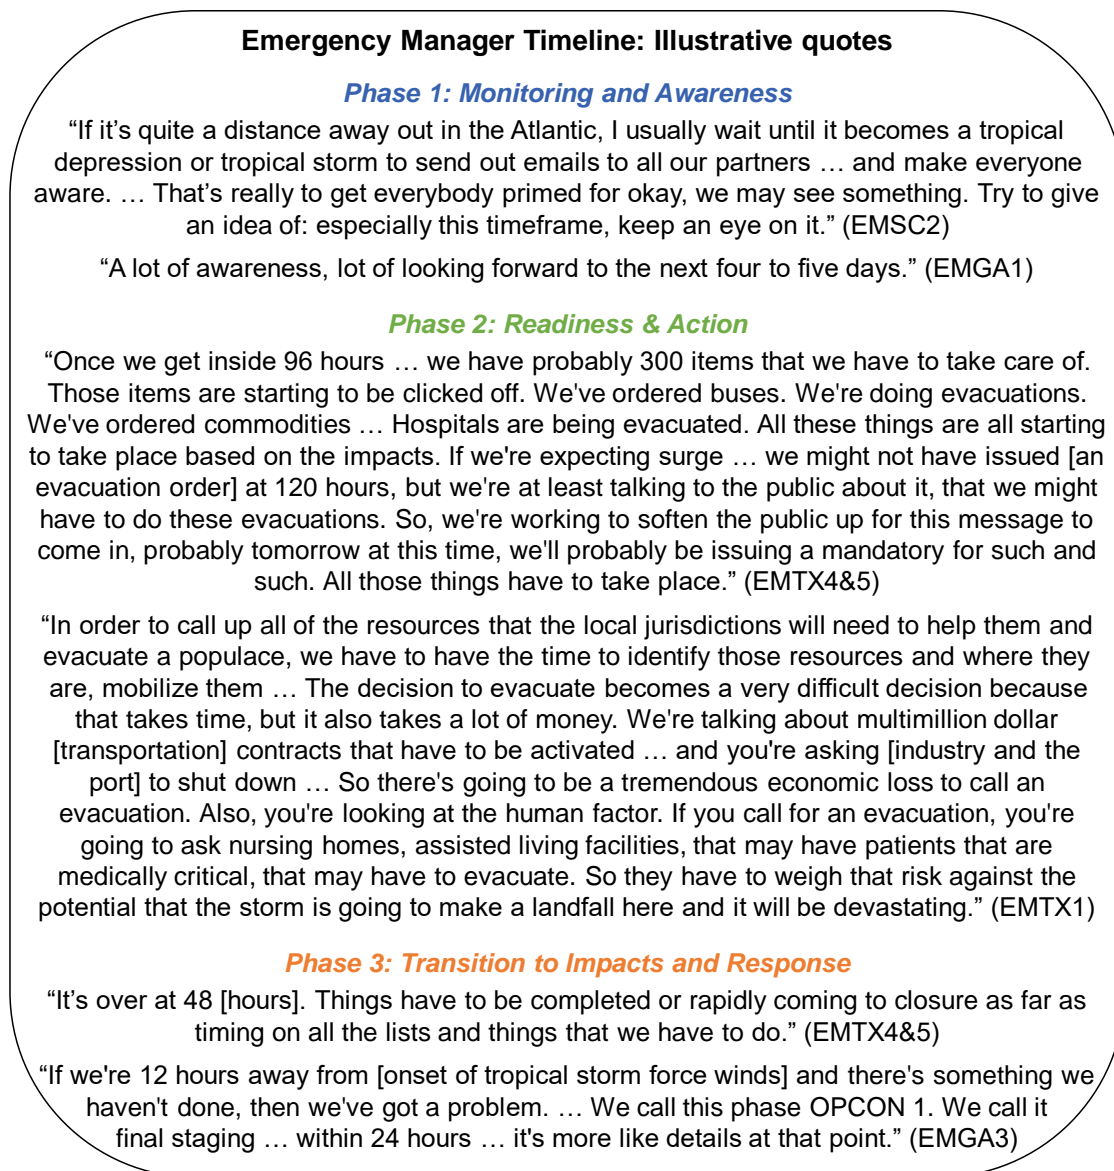 Emergency Manager Timeline: Illustrative quotes
Phase 1: Monitoring and Awareness
“If it’s quite a distance away out in the Atlantic, I usually wait until it becomes a tropical
depression or tropical storm to send out emails to all our partners … and make everyone
aware. … That’s really to get everybody primed for okay, we may see something. Try to give
an idea of: especially this timeframe, keep an eye on it.” (EMSC2)
“A lot of awareness, lot of looking forward to the next four to five days.” (EMGA1)
Phase 2: Readiness & Action
“Once we get inside 96 hours … we have probably 300 items that we have to take care of.
Those items are starting to be clicked off. We've ordered buses. We're doing evacuations.
We've ordered commodities … Hospitals are being evacuated. All these things are all starting
to take place based on the impacts. If we're expecting surge … we might not have issued [an
evacuation order] at 120 hours, but we're at least talking to the public about it, that we might
have to do these evacuations. So, we're working to soften the public up for this message to
come in, probably tomorrow at this time, we'll probably be issuing a mandatory for such and
such. All those things have to take place.” (EMTX4&5)
“In order to call up all of the resources that the local jurisdictions will need to help them and
evacuate a populace, we have to have the time to identify those resources and where they
are, mobilize them … The decision to evacuate becomes a very difficult decision because
that takes time, but it also takes a lot of money. We're talking about multimillion dollar
[transportation] contracts that have to be activated … and you're asking [industry and the
port] to shut down … So there's going to be a tremendous economic loss to call an
evacuation. Also, you're looking at the human factor. If you call for an evacuation, you're
going to ask nursing homes, assisted living facilities, that may have patients that are
medically critical, that may have to evacuate. So they have to weigh that risk against the
potential that the storm is going to make a landfall here and it will be devastating.” (EMTX1)
Phase 3: Transition to Impacts and Response
“It’s over at 48 [hours]. Things have to be completed or rapidly coming to closure as far as
timing on all the lists and things that we have to do.” (EMTX4&5)
“If we're 12 hours away from [onset of tropical storm force winds] and there's something we
haven't done, then we've got a problem. … We call this phase OPCON 1. We call it
final staging … within 24 hours … it's more like details at that point.” (EMGA3)